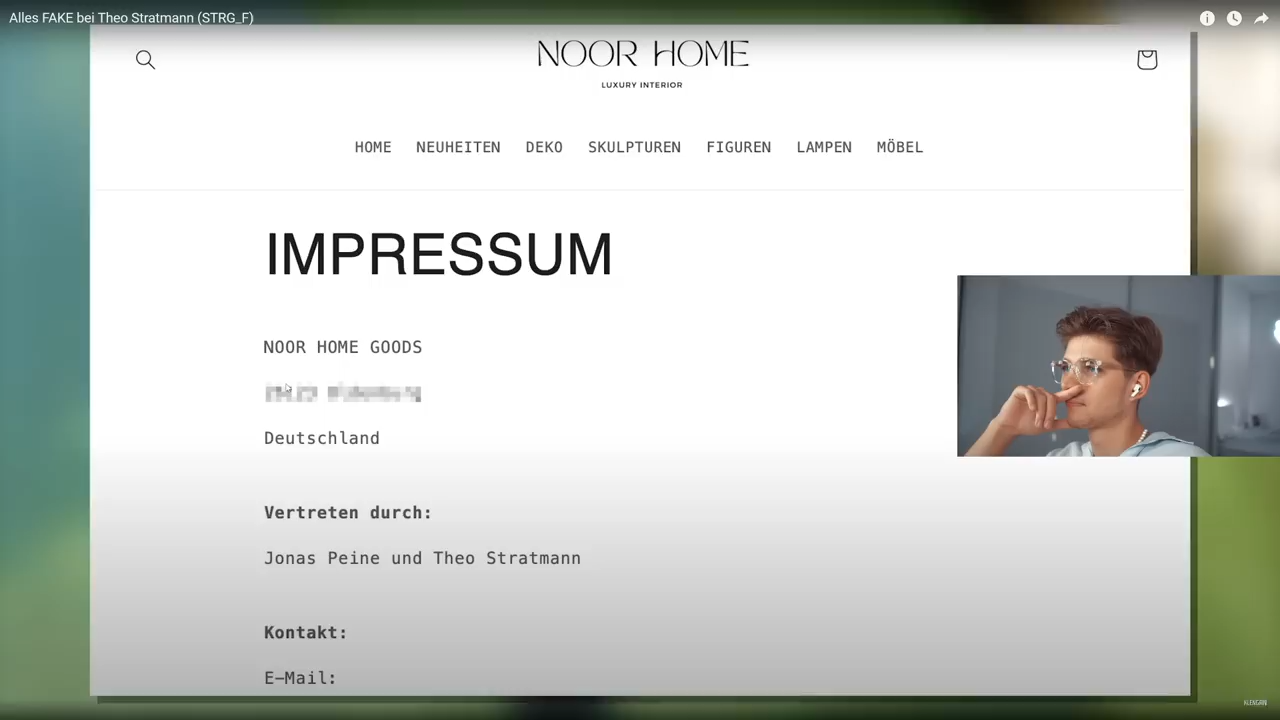 Alles FAKE bei Theo Stratmann (STRG_F)
NOOR HOME
LUXURY INTERIOR
HOME NEUHEITEN DEKO SKULPTUREN FIGUREN LAMPEN MÖBEL
IMPRESSUM
NOOR HOME GOODS
Deutschland
Vertreten durch:
Jonas Peine und Theo Stratmann
Kontakt:
E-Mail: